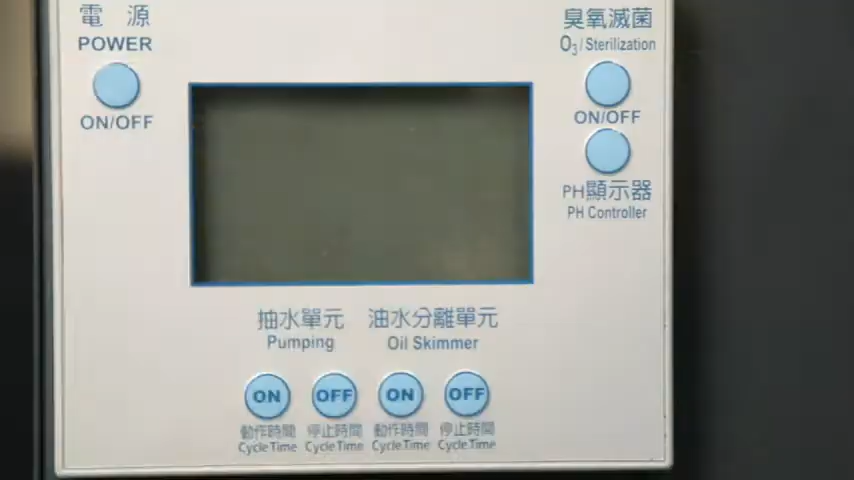 電 源
POWER
ON/OFF
臭氧滅菌
O3/Sterilization
ON/OFF
PH顯示器
PH Controller
抽水單元 油水分離單元
Pumping Oil Skimmer
ON OFF ON OFF
動作時間 停止時間 動作時間 停止時間
Cycle Time Cycle Time Cycle Time Cycle Time